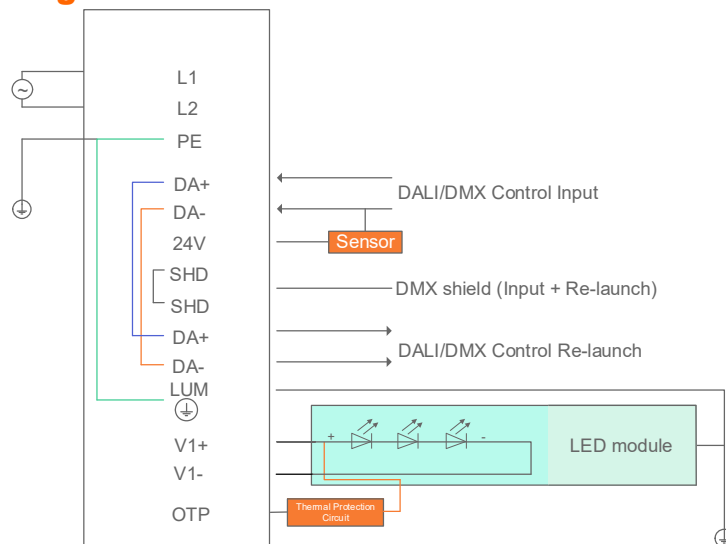 L1
L2
PE
DA+
DALI/DMX Control Input
DA-
24V
Sensor
SHD
DMX shield (Input + Re-launch)
SHD
DA+
DALI/DMX Control Re-launch
DA-
LUM
V1+
+
-
LED module
V1-
Thermal Protection
Circuit
OTP